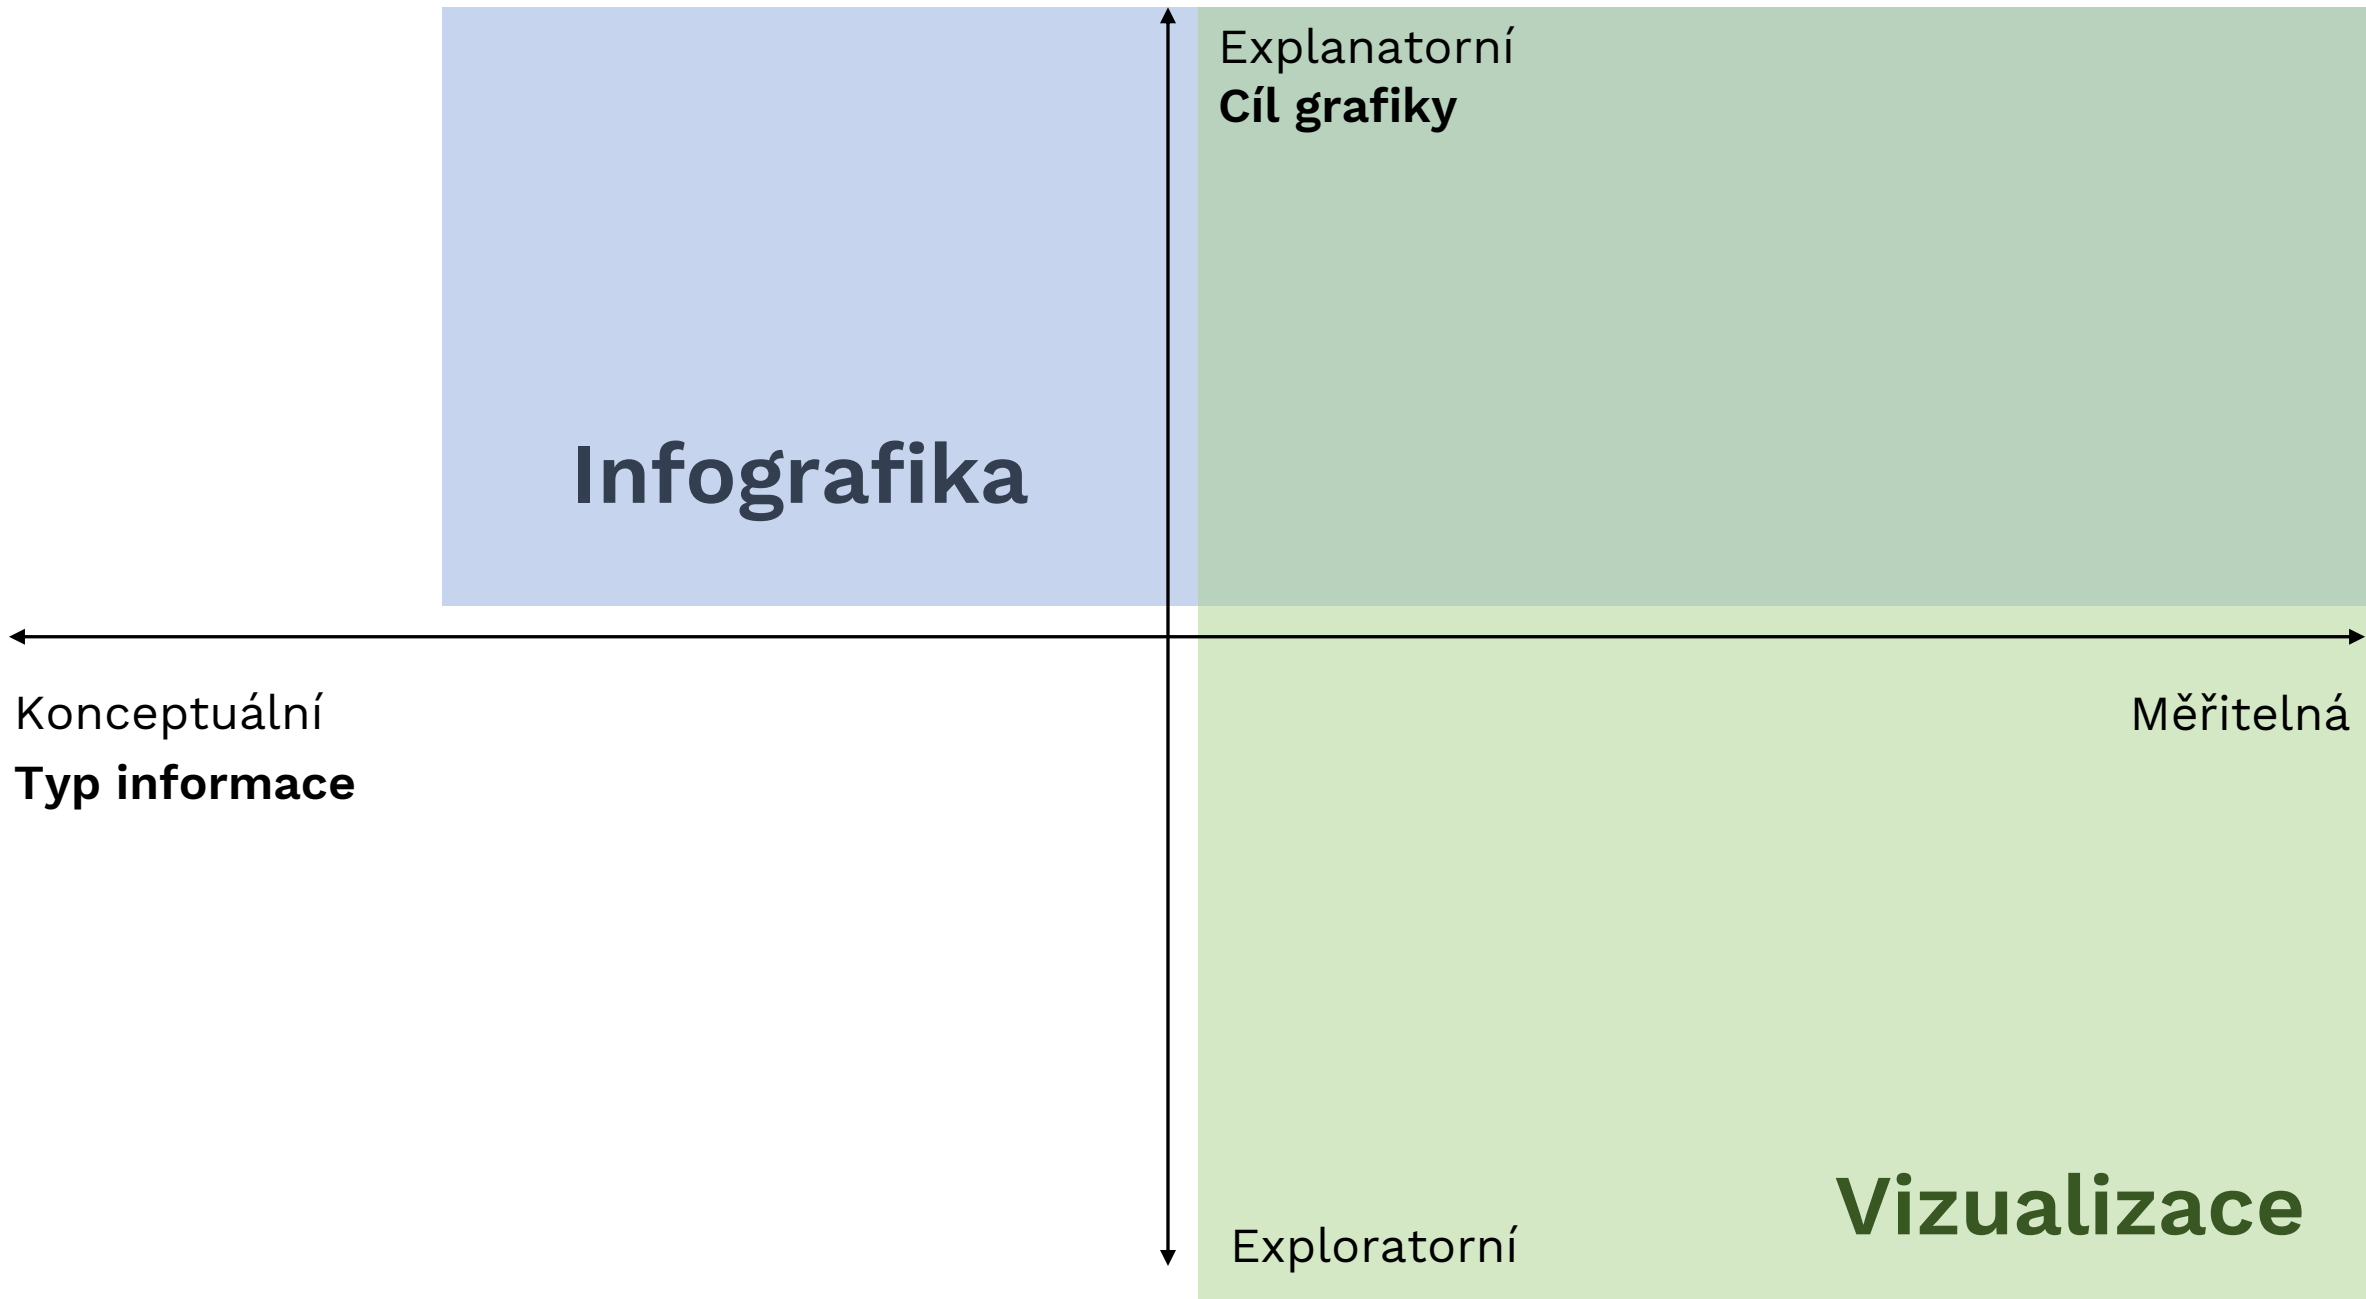 Explanatorní
Cíl grafiky
Infografika
Konceptuální
Měřitelná
Typ informace
Vizualizace
Exploratorní